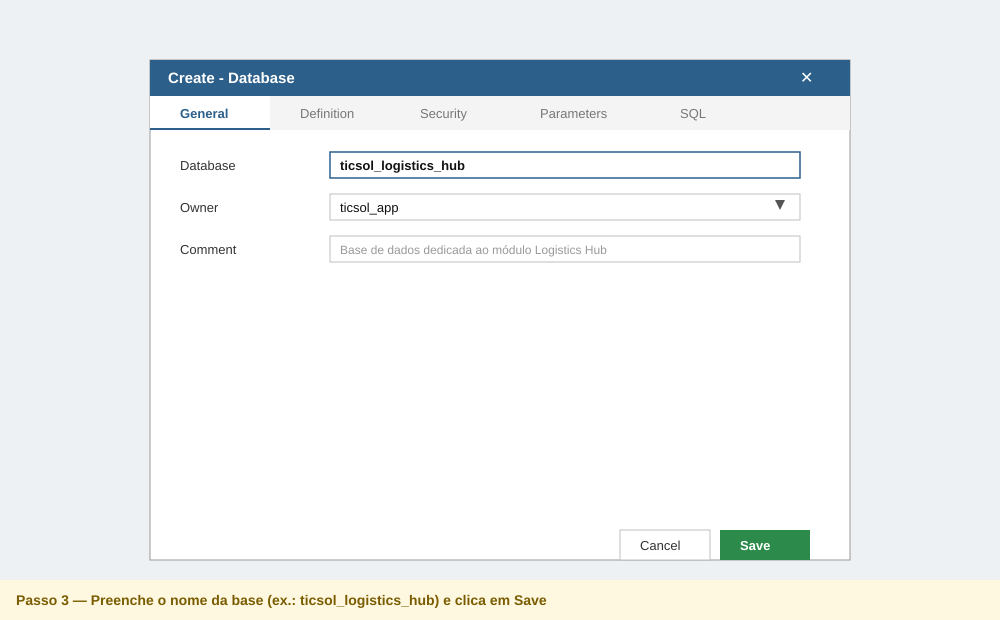 Create - Database ✕
General Definition Security Parameters SQL
Database ticsol_logistics_hub
Owner ticsol_app ▼
Comment Base de dados dedicada ao módulo Logistics Hub
Cancel Save
Passo 3 — Preenche o nome da base (ex.: ticsol_logistics_hub) e clica em Save